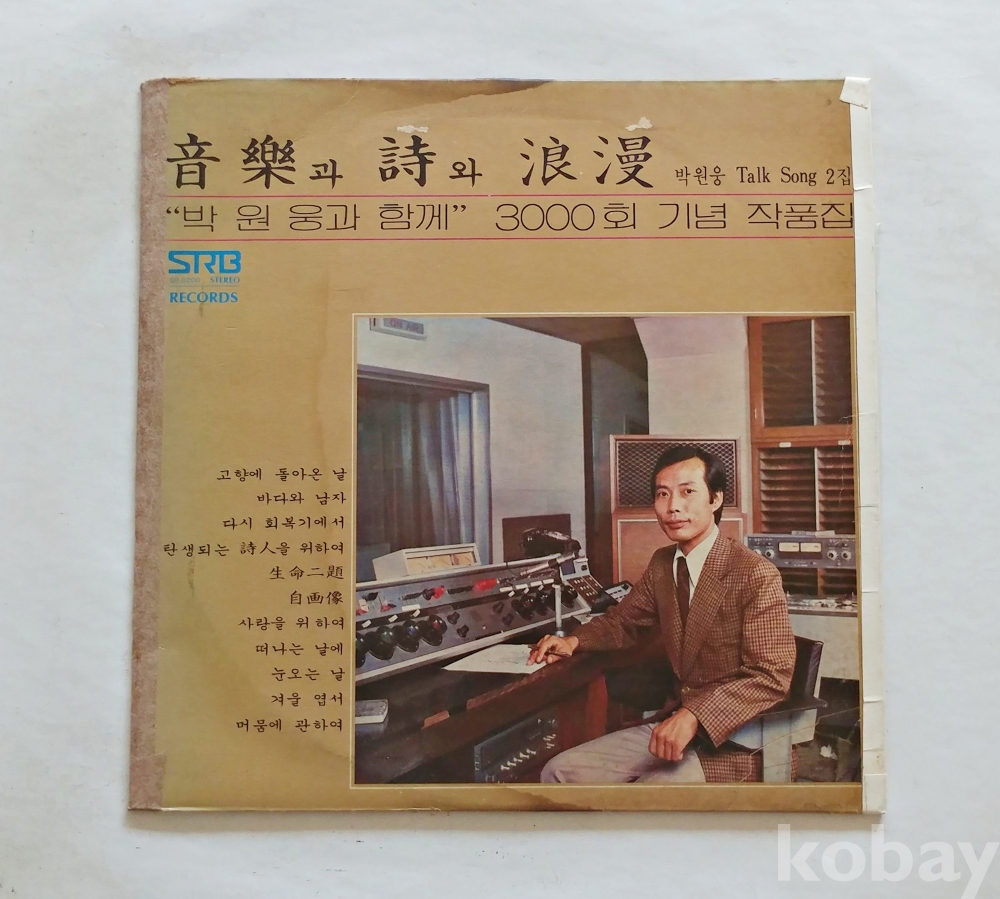 音樂과 詩와 浪漫 박원웅 Talk Song 2집
“박원웅과 함께” 3000회 기념 작품집
SRB
STEREO
RECORDS
ON AIR
고향에 돌아온 날
바다와 남자
다시 회복기에서
탄생되는 詩人을 위하여
生命二題
自画像
사랑을 위하여
떠나는 날에
눈오는 날
겨울 엽서
머뭄에 관하여
kobay